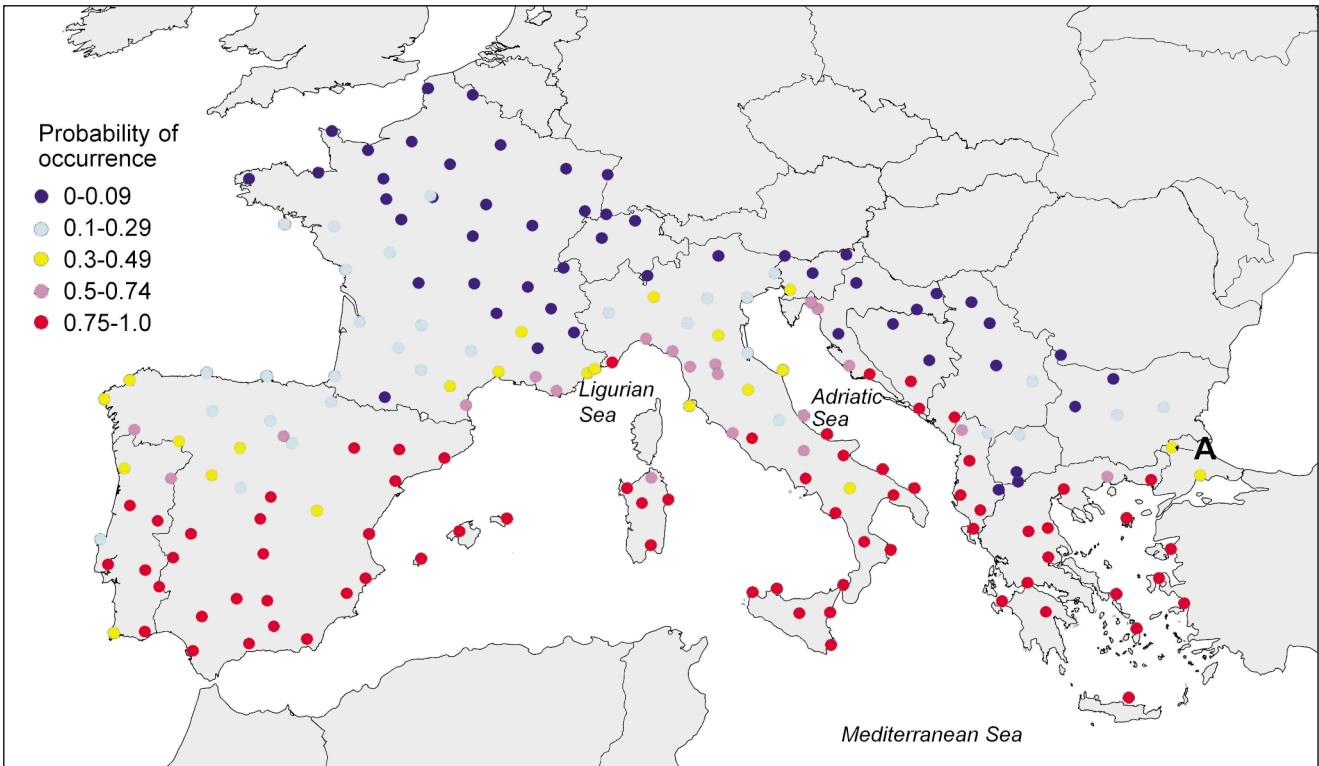 Probability of
occurrence
0-0.09
0.1-0.29
0.3-0.49
0.5-0.74
0.75-1.0
Ligurian
Sea
Adriatic
Sea
A
Mediterranean Sea